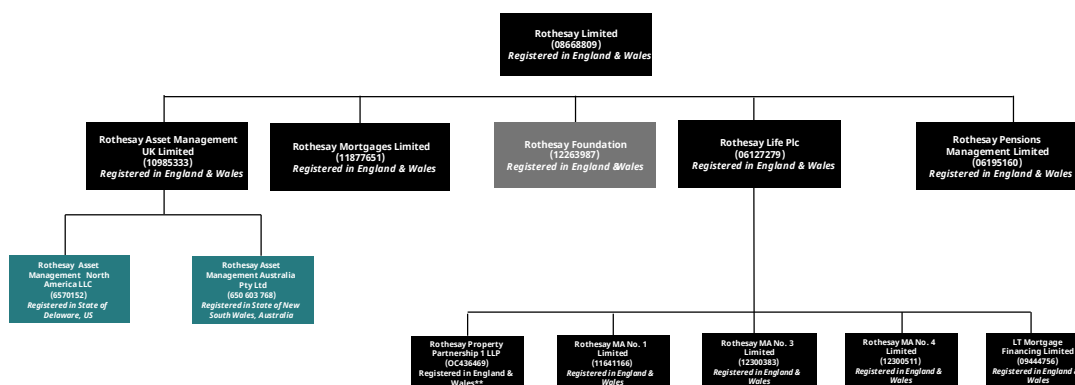 Rothesay Limited
(08668809)
Registered in England & Wales
Rothesay Asset Management
UK Limited
(10985333)
Registered in England & Wales
Rothesay Mortgages Limited
(11877651)
Registered in England & Wales
Rothesay Foundation
(12263987)
Registered in England &Wales
Rothesay Life Plc
(06127279)
Registered in England & Wales
Rothesay Pensions
Management Limited
(06195160)
Registered in England & Wales
Rothesay Asset
Management North
America LLC
(6570152)
Registered in State of
Delaware, US
Rothesay Asset
Management Australia
Pty Ltd
(650 603 768)
Registered in State of New
South Wales, Australia
Rothesay Property
Partnership 1 LLP
(OC436469)
Registered in England &
Wales**
Rothesay MA No. 1
Limited
(11641166)
Registered in England &
Wales
Rothesay MA No. 3
Limited
(12300383)
Registered in England &
Wales
Rothesay MA No. 4
Limited
(12300511)
Registered in England &
Wales
LT Mortgage
Financing Limited
(09444756)
Registered in England &
Wales